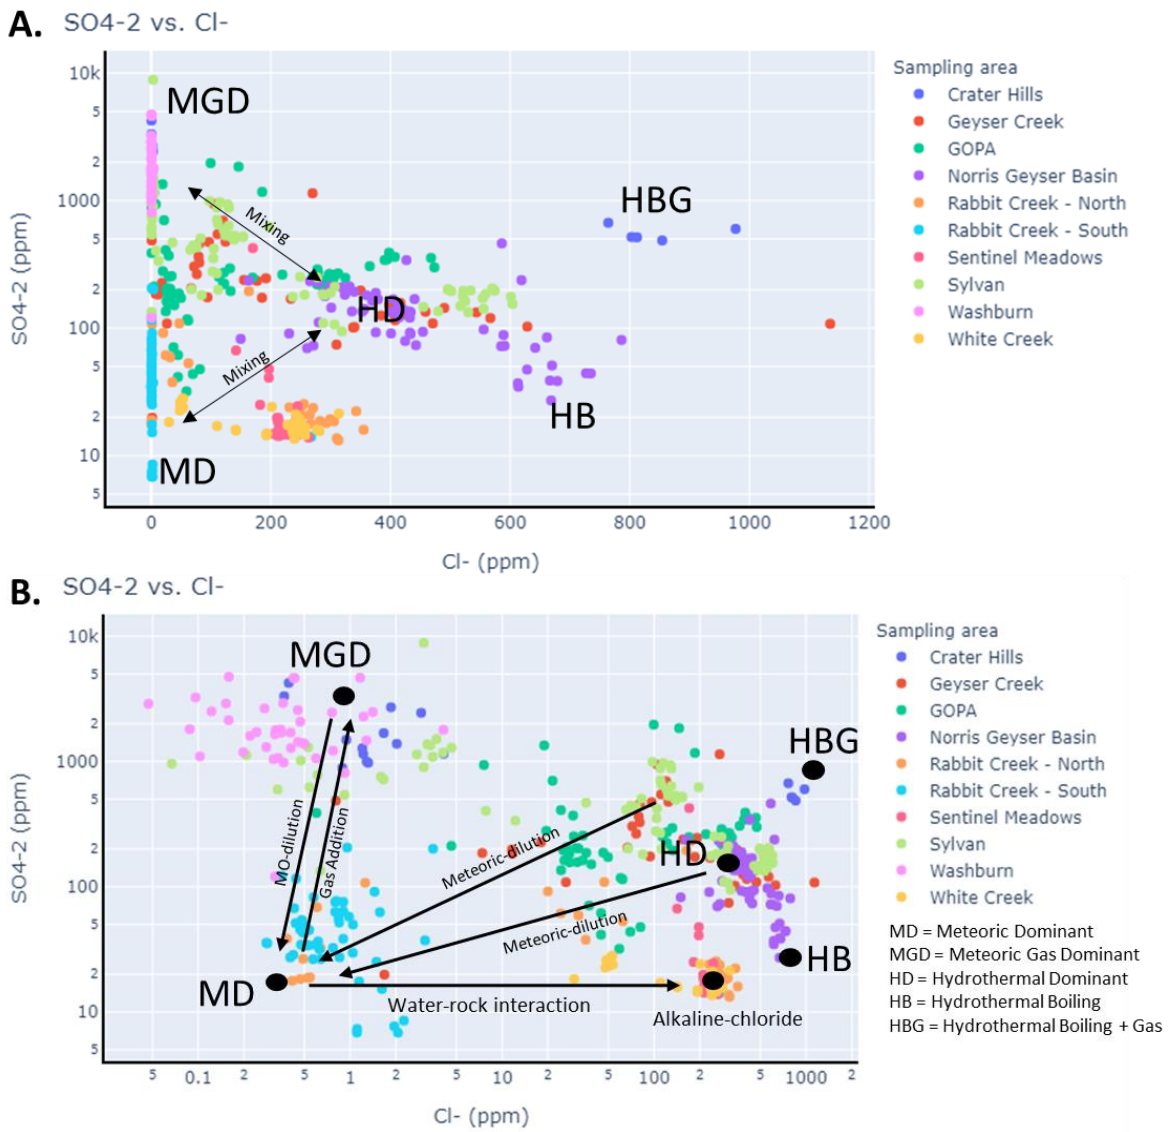 A. SO4-2 vs. Cl-
SO4-2 (ppm)
10k
5
2
1000
5
2
100
5
2
10
5
0 200 400 600 800 1000 1200
Cl- (ppm)
MGD
Mixing
HBG
HD
Mixing
HB
MD
Sampling area
Crater Hills
Geyser Creek
GOPA
Norris Geyser Basin
Rabbit Creek - North
Rabbit Creek - South
Sentinel Meadows
Sylvan
Washburn
White Creek
B. SO4-2 vs. Cl-
SO4-2 (ppm)
10k
5
2
1000
5
2
100
5
2
10
5
5 0.1 2 5 1 2 5 10 2 5 100 2 5 1000 2
Cl- (ppm)
MGD
HBG
MO-dilution
Gas Addition
Meteoric-dilution
HD
Meteoric-dilution
HB
MD
Water-rock interaction
Alkaline-chloride
Sampling area
Crater Hills
Geyser Creek
GOPA
Norris Geyser Basin
Rabbit Creek - North
Rabbit Creek - South
Sentinel Meadows
Sylvan
Washburn
White Creek
MD = Meteoric Dominant
MGD = Meteoric Gas Dominant
HD = Hydrothermal Dominant
HB = Hydrothermal Boiling
HBG = Hydrothermal Boiling + Gas